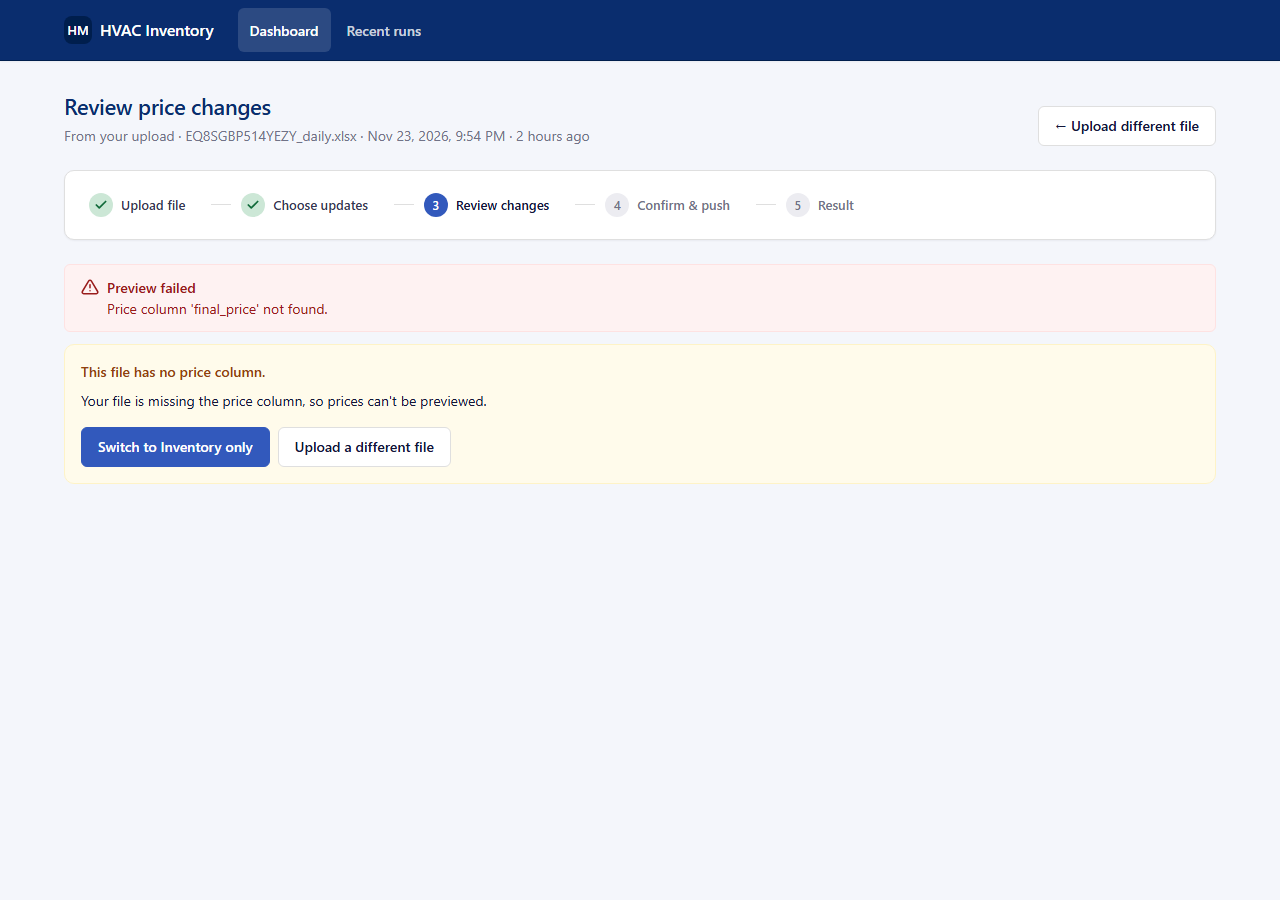 HM HVAC Inventory Dashboard Recent runs
Review price changes
From your upload · EQ8SGBP514YEZY_daily.xlsx · Nov 23, 2026, 9:54 PM · 2 hours ago
← Upload different file
Upload file Choose updates 3 Review changes 4 Confirm & push 5 Result
Preview failed
Price column 'final_price' not found.
This file has no price column.
Your file is missing the price column, so prices can't be previewed.
Switch to Inventory only Upload a different file